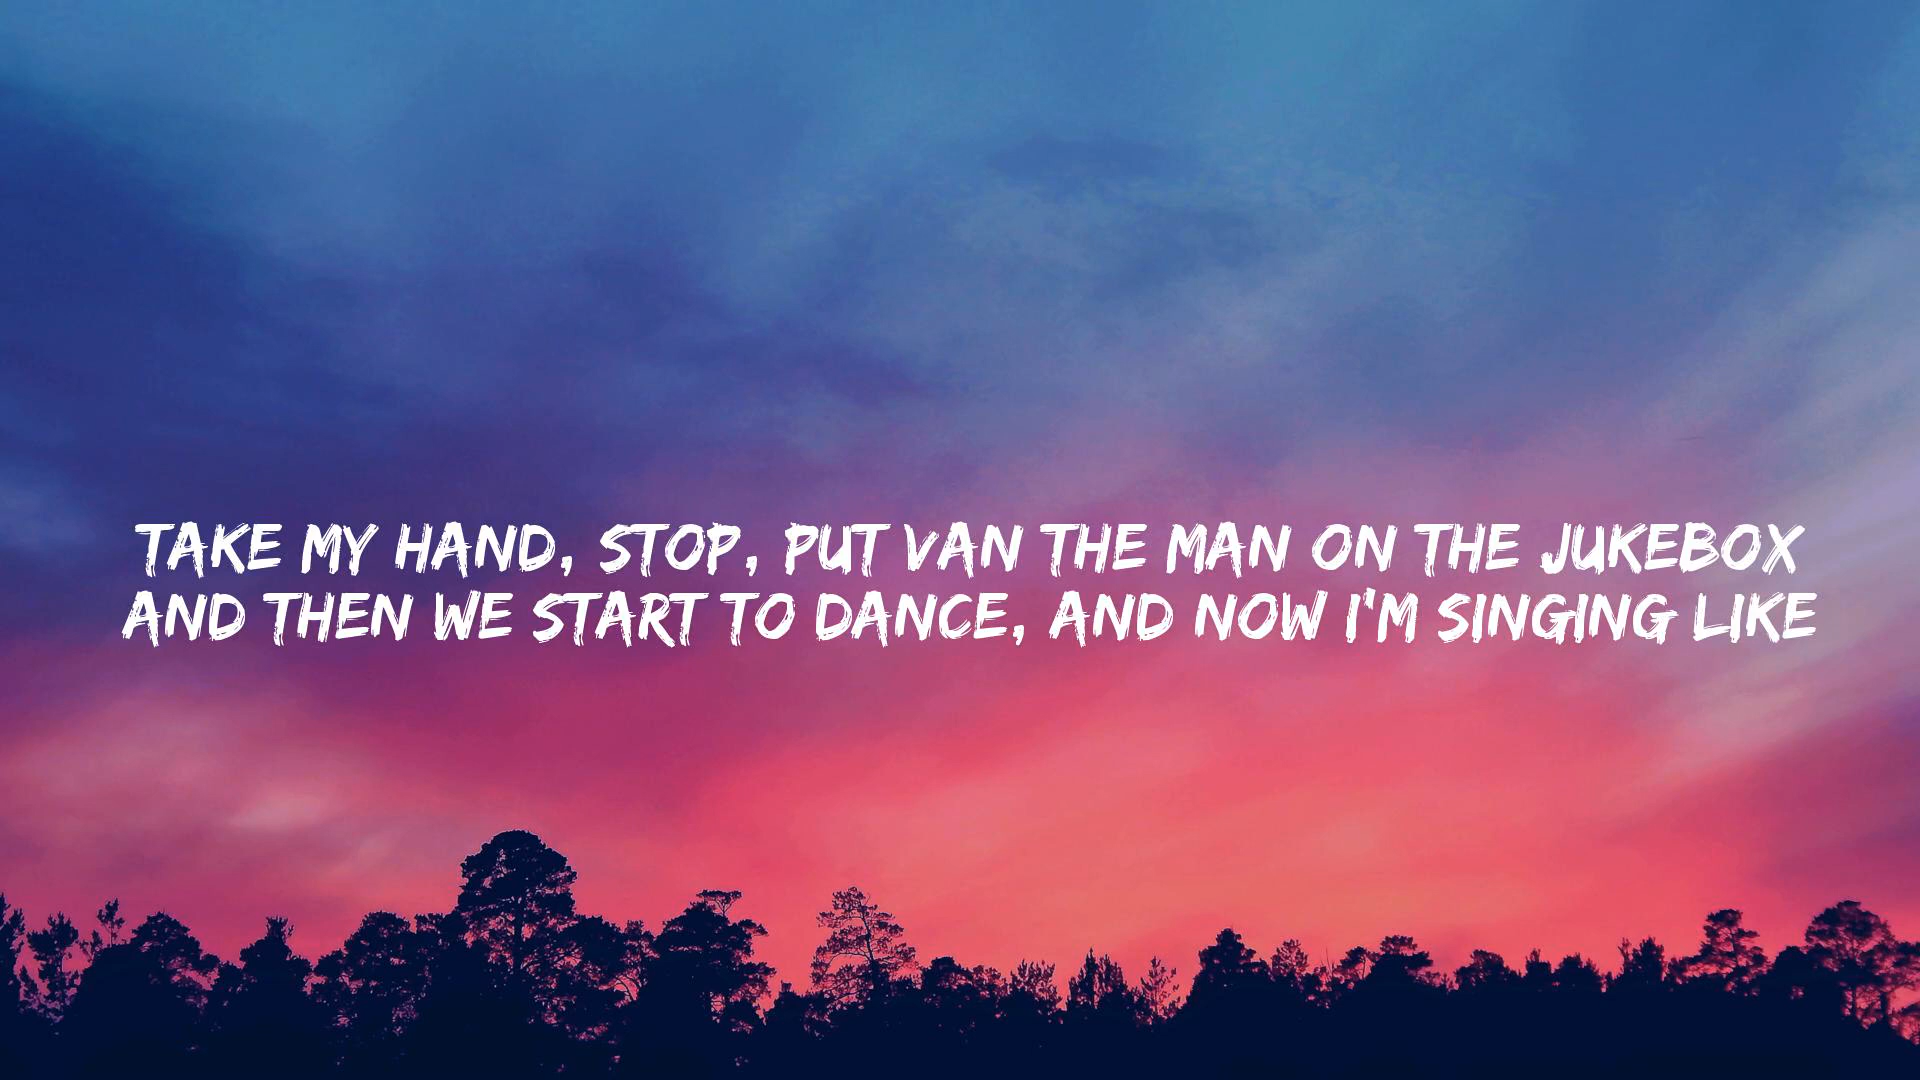 TAKE MY HAND, STOP, PUT VAN THE MAN ON THE JUKEBOX
AND THEN WE START TO DANCE, AND NOW I'M SINGING LIKE